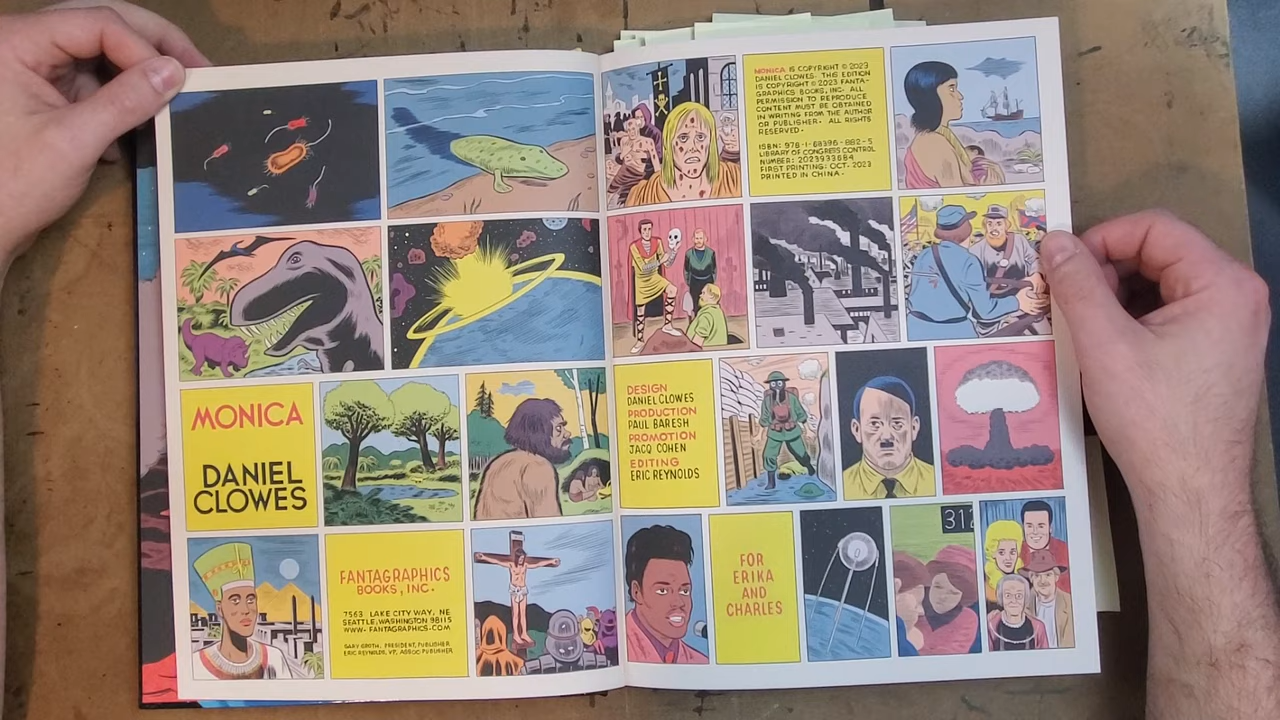 MONICA IS COPYRIGHT © 2023
DANIEL CLOWES. THIS EDITION
IS COPYRIGHT © 2023 FANTA-
GRAPHICS BOOKS, INC. ALL
PERMISSION TO REPRODUCE
CONTENT MUST BE OBTAINED
IN WRITING FROM THE AUTHOR
OR PUBLISHER. ALL RIGHTS
RESERVED.
ISBN: 978-1-68396-882-5
LIBRARY OF CONGRESS CONTROL
NUMBER: 2023933684
FIRST PRINTING: OCT. 2023
PRINTED IN CHINA.
MONICA
DANIEL
CLOWES
DESIGN
DANIEL CLOWES
PRODUCTION
PAUL BARESH
PROMOTION
JACQ COHEN
EDITING
ERIC REYNOLDS
FANTAGRAPHICS
BOOKS, INC.
7563 LAKE CITY WAY, NE
SEATTLE, WASHINGTON 98115
WWW.FANTAGRAPHICS.COM
GARY GROTH, PRESIDENT, PUBLISHER
ERIC REYNOLDS, VP, ASSOC PUBLISHER
FOR
ERIKA
AND
CHARLES
312